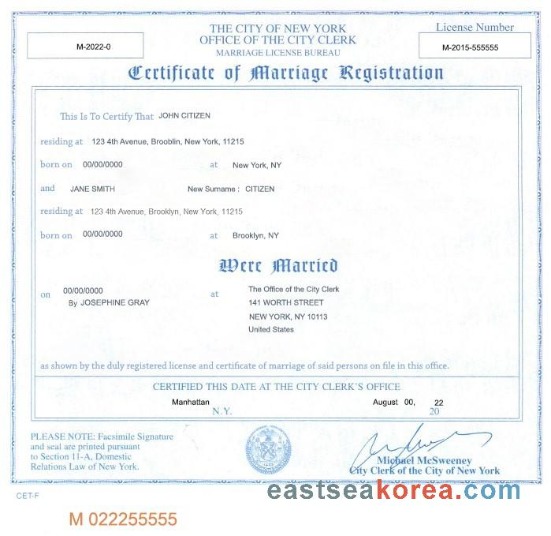 THE CITY OF NEW YORK
OFFICE OF THE CITY CLERK
MARRIAGE LICENSE BUREAU
License Number
M-2022-0
M-2015-555555
Certificate of Marriage Registration
This Is To Certify That JOHN CITIZEN
residing at 123 4th Avenue, Brooblin, New York, 11215
born on 00/00/0000 at New York, NY
and JANE SMITH New Surname : CITIZEN
residing at 123 4th Avenue, Brooklyn, New York, 11215
born on 00/00/0000 at Brooklyn, NY
Were Married
on 00/00/0000 at The Office of the City Clerk
By JOSEPHINE GRAY 141 WORTH STREET
NEW YORK, NY 10113
United States
as shown by the duly registered license and certificate of marriage of said persons on file in this office.
CERTIFIED THIS DATE AT THE CITY CLERK'S OFFICE
Manhattan August 00, 22
N.Y. 20
PLEASE NOTE: Facsimile Signature
and seal are printed pursuant
to Section 11-A, Domestic
Relations Law of New York.
Michael McSweeney
City Clerk of the City of New York
CET-F
eastseakorea.com
M 022255555